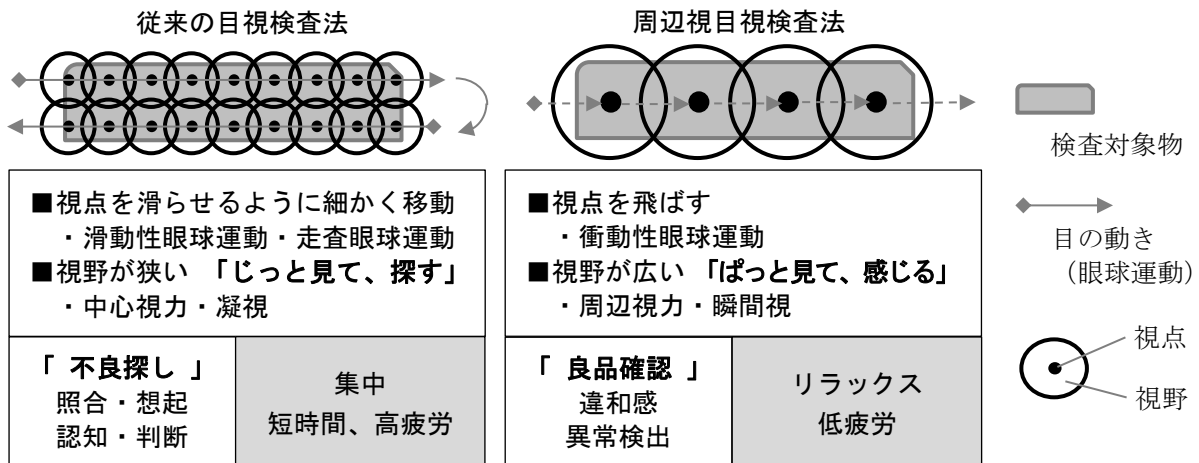 従来の目視検査法
■視点を滑らせるように細かく移動
・滑動性眼球運動・走査眼球運動
■視野が狭い 「じっと見て、探す」
・中心視力・凝視
「 不良探し 」
照合・想起
認知・判断
集中
短時間、高疲労
周辺視目視検査法
■視点を飛ばす
・衝動性眼球運動
■視野が広い 「ぱっと見て、感じる」
・周辺視力・瞬間視
「 良品確認 」
違和感
異常検出
リラックス
低疲労
検査対象物
目の動き
（眼球運動）
視点
視野